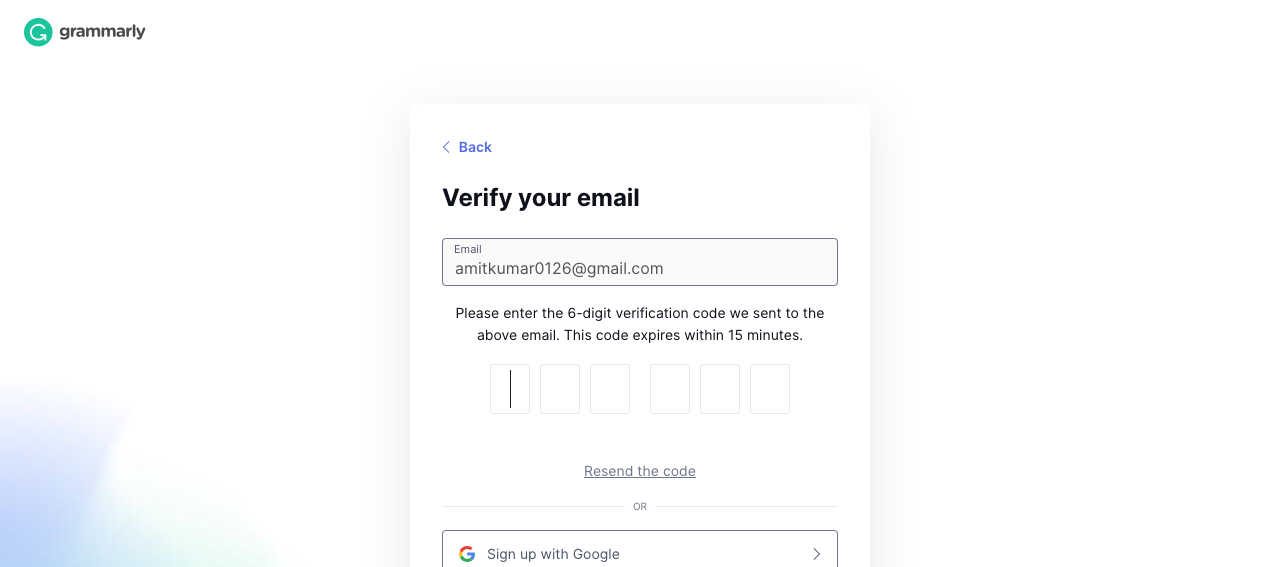 grammarly
Back
Verify your email
Email
amitkumar0126@gmail.com
Please enter the 6-digit verification code we sent to the
above email. This code expires within 15 minutes.
Resend the code
OR
Sign up with Google